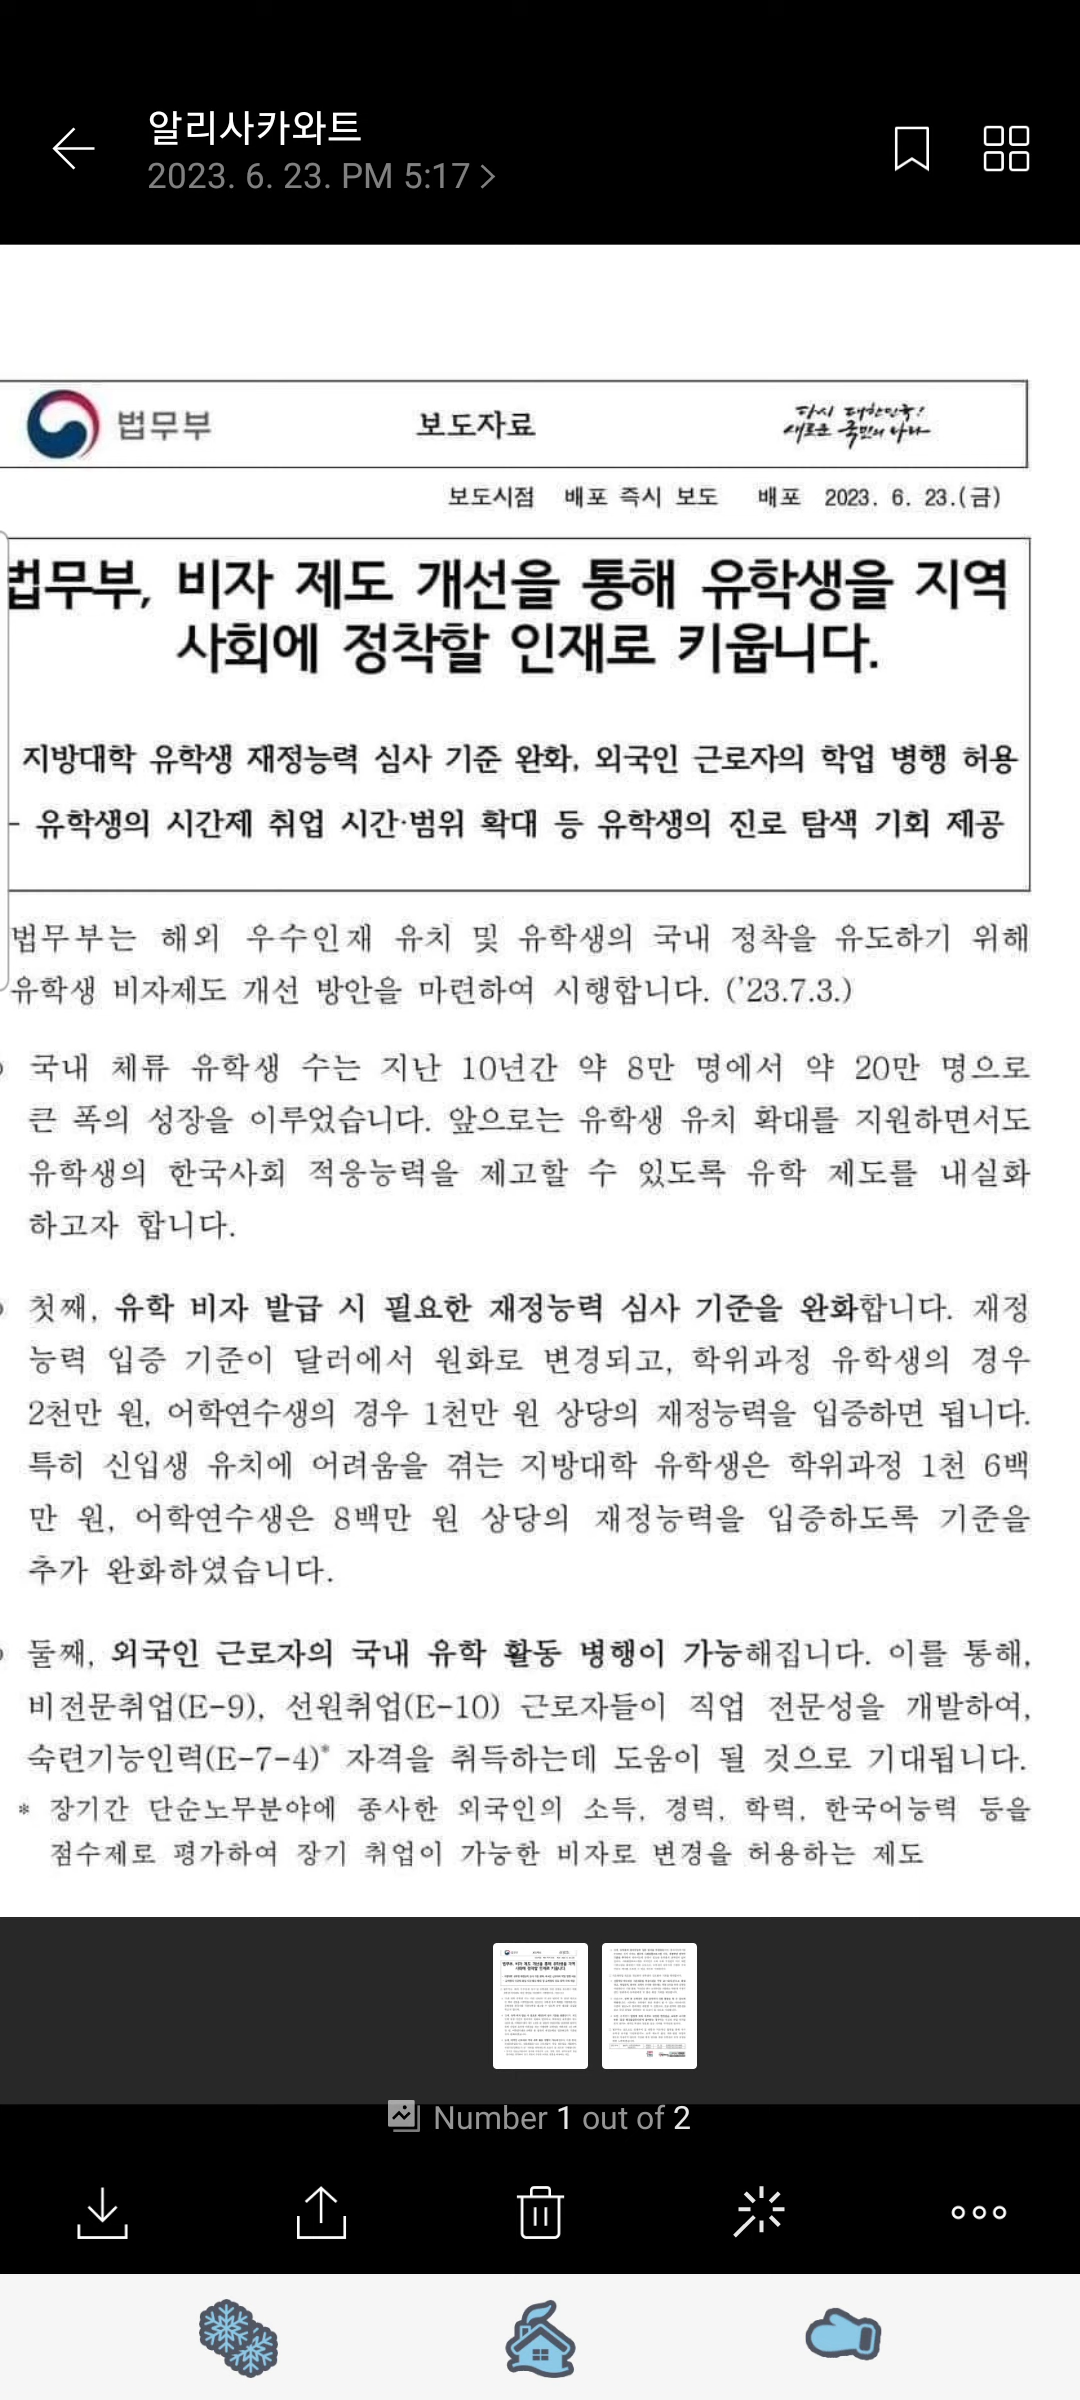 알리사카와트
2023. 6. 23. PM 5:17 >
법무부
보도자료
다시 대한민국!
새로운 국민의 나라
보도시점 배포 즉시 보도 배포 2023. 6. 23.(금)
법무부, 비자 제도 개선을 통해 유학생을 지역
사회에 정착할 인재로 키웁니다.
지방대학 유학생 재정능력 심사 기준 완화, 외국인 근로자의 학업 병행 허용
- 유학생의 시간제 취업 시간·범위 확대 등 유학생의 진로 탐색 기회 제공
법무부는 해외 우수인재 유치 및 유학생의 국내 정착을 유도하기 위해
유학생 비자제도 개선 방안을 마련하여 시행합니다. ('23.7.3.)
국내 체류 유학생 수는 지난 10년간 약 8만 명에서 약 20만 명으로
큰 폭의 성장을 이루었습니다. 앞으로는 유학생 유치 확대를 지원하면서도
유학생의 한국사회 적응능력을 제고할 수 있도록 유학 제도를 내실화
하고자 합니다.
첫째, 유학 비자 발급 시 필요한 재정능력 심사 기준을 완화합니다. 재정
능력 입증 기준이 달러에서 원화로 변경되고, 학위과정 유학생의 경우
2천만 원, 어학연수생의 경우 1천만 원 상당의 재정능력을 입증하면 됩니다.
특히 신입생 유치에 어려움을 겪는 지방대학 유학생은 학위과정 1천 6백
만 원, 어학연수생은 8백만 원 상당의 재정능력을 입증하도록 기준을
추가 완화하였습니다.
둘째, 외국인 근로자의 국내 유학 활동 병행이 가능해집니다. 이를 통해,
비전문취업(E-9), 선원취업(E-10) 근로자들이 직업 전문성을 개발하여,
숙련기능인력(E-7-4)* 자격을 취득하는데 도움이 될 것으로 기대됩니다.
* 장기간 단순노무분야에 종사한 외국인의 소득, 경력, 학력, 한국어능력 등을
점수제로 평가하여 장기 취업이 가능한 비자로 변경을 허용하는 제도
Number 1 out of 2